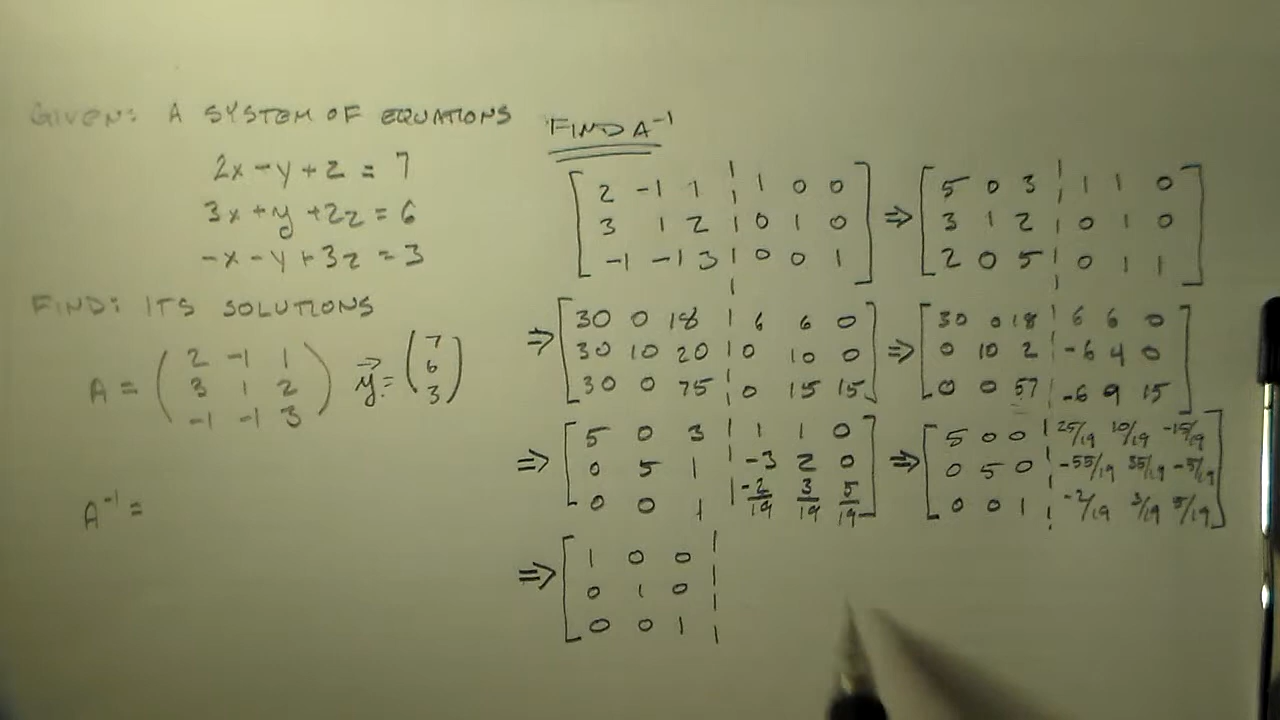 GIVEN: A SYSTEM OF EQUATIONS
2x - y + z = 7
3x + y + 2z = 6
-x - y + 3z = 3
FIND: ITS SOLUTIONS
A = ( 2 -1 1 y⃗ = ( 7
3 1 2 6
-1 -1 3 ) 3 )
A⁻¹ =
FIND A⁻¹
[ 2 -1 1 | 1 0 0
3 1 2 | 0 1 0
-1 -1 3 | 0 0 1 ]
⇒ [ 5 0 3 | 1 1 0
3 1 2 | 0 1 0
2 0 5 | 0 1 1 ]
⇒ [ 30 0 18 | 6 6 0
30 10 20 | 0 10 0
30 0 75 | 0 15 15 ]
⇒ [ 30 0 18 | 6 6 0
0 10 2 | -6 4 0
0 0 57 | -6 9 15 ]
⇒ [ 5 0 3 | 1 1 0
0 5 1 | -3 2 0
0 0 1 | -2/19 3/19 5/19 ]
⇒ [ 5 0 0 | 25/19 10/19 -15/19
0 5 0 | -55/19 35/19 -5/19
0 0 1 | -2/19 3/19 5/19 ]
⇒ [ 1 0 0 |
0 1 0 |
0 0 1 |